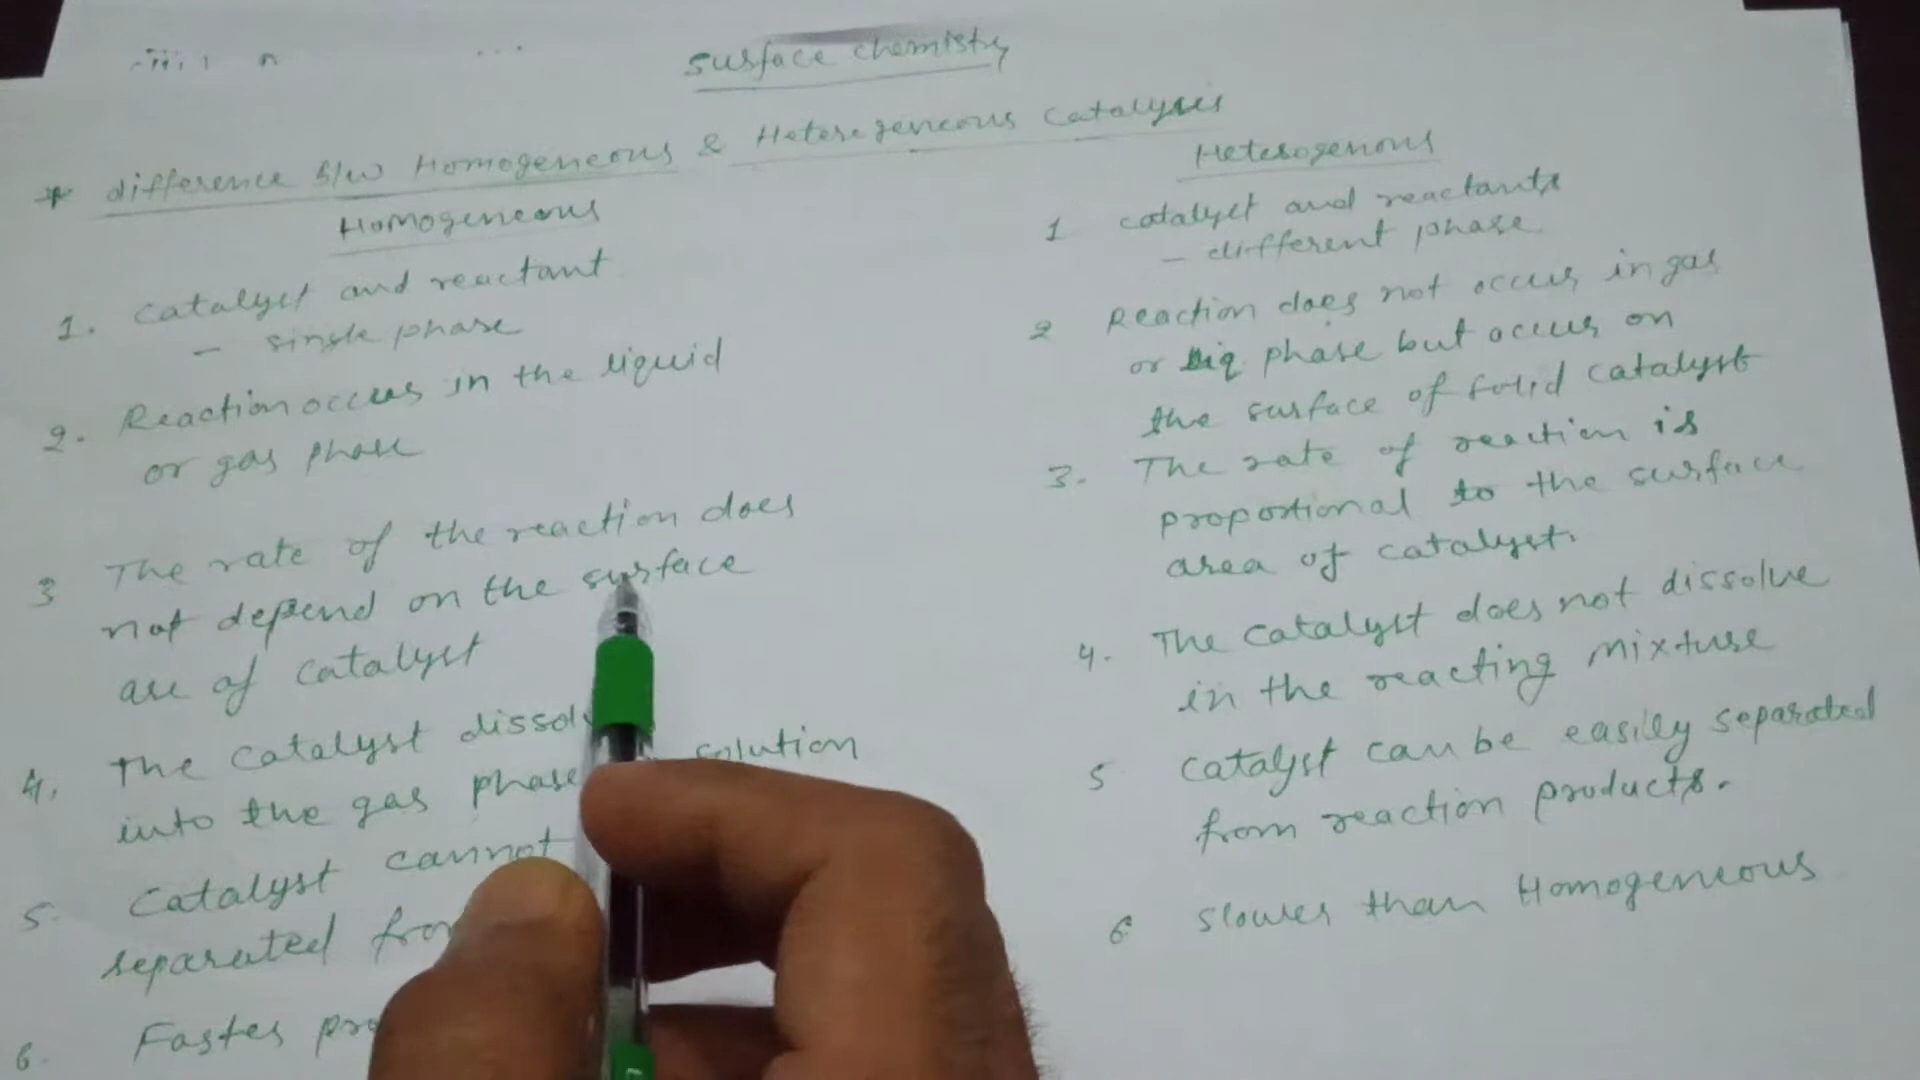 Surface chemistry
* difference b/w Homogeneous & Heterogeneous Catalysis
Homogeneous
1. Catalyst and reactant
– single phase
2. Reaction occurs in the liquid
or gas phase
3 The rate of the reaction does
not depend on the surface
are of catalyst
4. The catalyst
into the gas phase solution
5. Catalyst cannot
separated
6. Faster
Heterogenous
1 catalyst and reactants
– different phase
2 Reaction does not occur in gas
or liq phase but occurs on
the surface of solid catalyst
3. The rate of reaction is
proportional to the surface
area of catalyst.
4. The catalyst does not dissolve
in the reacting mixture
5 catalyst can be easily separated
from reaction products.
6 slower than Homogeneous